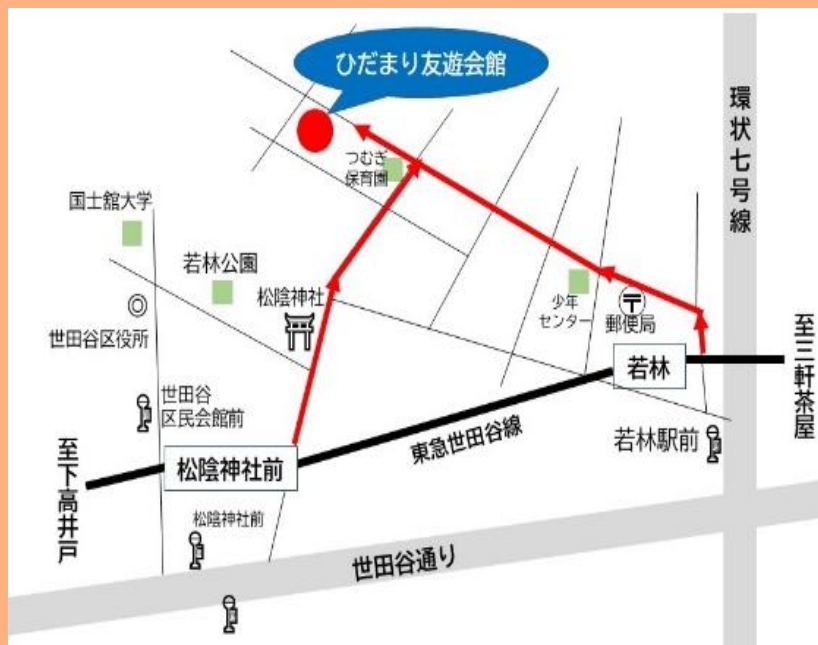 ひだまり友遊会館
環状七号線
つむぎ
保育園
国士舘大学
若林公園
松陰神社
少年
センター
〒
郵便局
世田谷区役所
至三軒茶屋
若林
世田谷
区民会館前
東急世田谷線
若林駅前
至下高井戸
松陰神社前
松陰神社前
世田谷通り